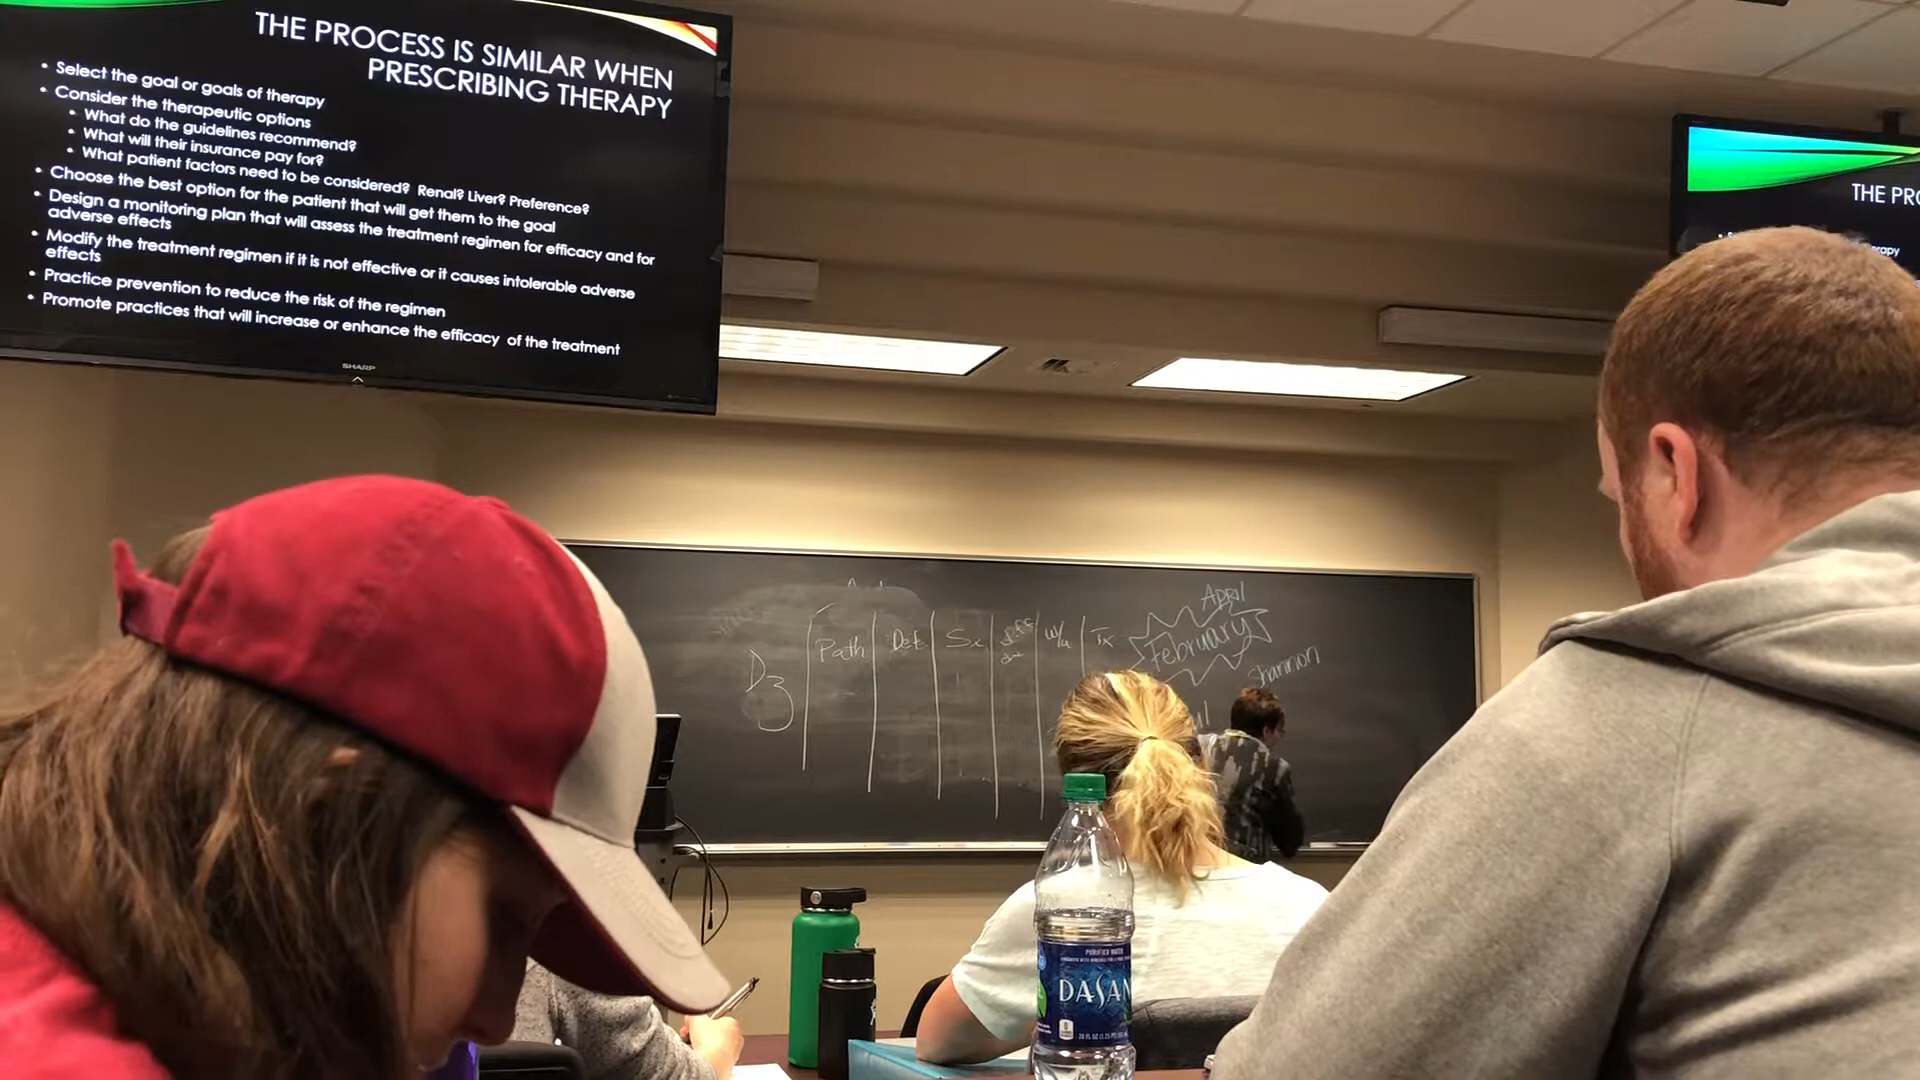 THE PROCESS IS SIMILAR WHEN
PRESCRIBING THERAPY
• Select the goal or goals of therapy
• Consider the therapeutic options
• What do the guidelines recommend?
• What will their insurance pay for?
• What patient factors need to be considered? Renal? Liver? Preference?
• Choose the best option for the patient that will get them to the goal
• Design a monitoring plan that will assess the treatment regimen for efficacy and for
adverse effects
• Modify the treatment regimen if it is not effective or it causes intolerable adverse
effects
• Practice prevention to reduce the risk of the regimen
• Promote practices that will increase or enhance the efficacy of the treatment
SHARP
THE PRO
rapy
April
D3 Path Def Sx diff w/u Tx
February
Shannon
PURIFIED WATER
DASAN